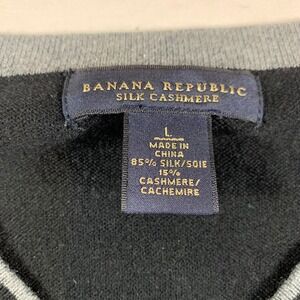 BANANA REPUBLIC
SILK CASHMERE
L
MADE IN
CHINA
85% SILK/SOIE
15%
CASHMERE/
CACHEMIRE